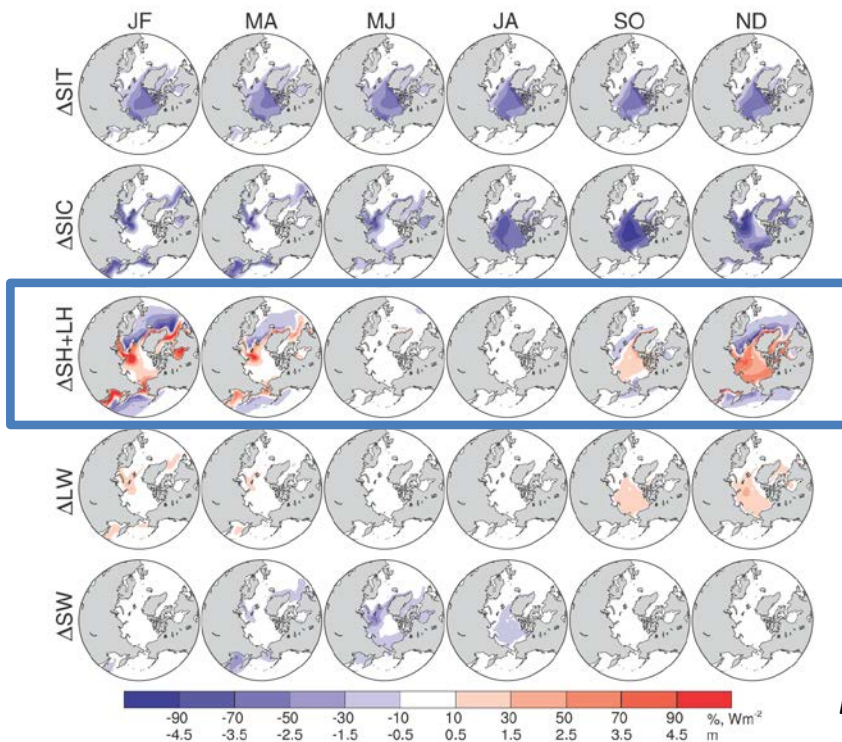 JF MA MJ JA SO ND
ΔSIT
ΔSIC
ΔSH+LH
ΔLW
ΔSW
-90 -70 -50 -30 -10 10 30 50 70 90 %, Wm⁻²
-4.5 -3.5 -2.5 -1.5 -0.5 0.5 1.5 2.5 3.5 4.5 m